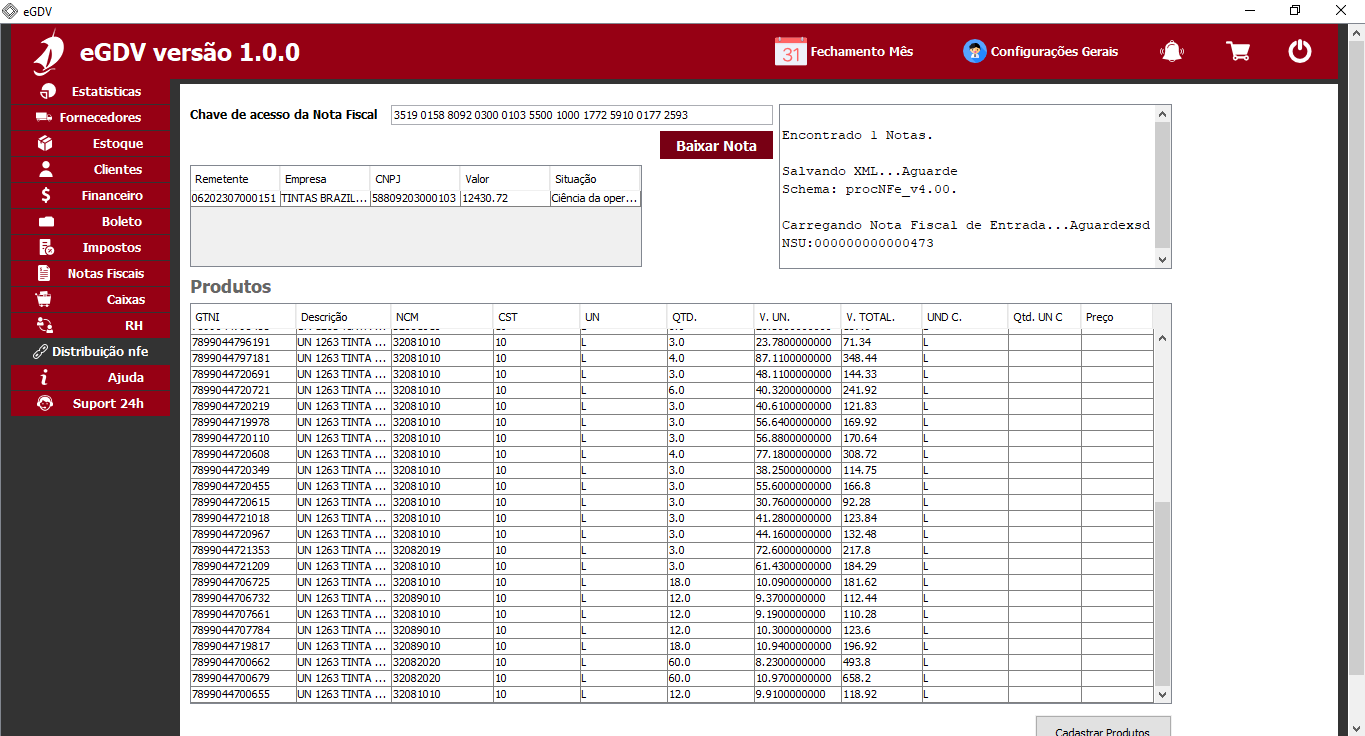 eGDV
eGDV versão 1.0.0
31 Fechamento Mês
Configurações Gerais
Estatisticas
Fornecedores
Estoque
Clientes
Financeiro
Boleto
Impostos
Notas Fiscais
Caixas
RH
Distribuição nfe
Ajuda
Suport 24h
Chave de acesso da Nota Fiscal 3519 0158 8092 0300 0103 5500 1000 1772 5910 0177 2593
Baixar Nota
Remetente Empresa CNPJ Valor Situação
06202307000151 TINTAS BRAZIL... 58809203000103 12430.72 Ciência da oper...
Encontrado 1 Notas.
Salvando XML...Aguarde
Schema: procNFe_v4.00.
Carregando Nota Fiscal de Entrada...Aguardexsd
NSU:000000000000473
Produtos
GTNI Descrição NCM CST UN QTD. V. UN. V. TOTAL. UND C. Qtd. UN C Preço
7899044796191 UN 1263 TINTA ... 32081010 10 L 3.0 23.7800000000 71.34 L
7899044797181 UN 1263 TINTA ... 32081010 10 L 4.0 87.1100000000 348.44 L
7899044720691 UN 1263 TINTA ... 32081010 10 L 3.0 48.1100000000 144.33 L
7899044720721 UN 1263 TINTA ... 32081010 10 L 6.0 40.3200000000 241.92 L
7899044720219 UN 1263 TINTA ... 32081010 10 L 3.0 40.6100000000 121.83 L
7899044719978 UN 1263 TINTA ... 32081010 10 L 3.0 56.6400000000 169.92 L
7899044720110 UN 1263 TINTA ... 32081010 10 L 3.0 56.8800000000 170.64 L
7899044720608 UN 1263 TINTA ... 32081010 10 L 4.0 77.1800000000 308.72 L
7899044720349 UN 1263 TINTA ... 32081010 10 L 3.0 38.2500000000 114.75 L
7899044720455 UN 1263 TINTA ... 32081010 10 L 3.0 55.6000000000 166.8 L
7899044720615 UN 1263 TINTA ... 32081010 10 L 3.0 30.7600000000 92.28 L
7899044721018 UN 1263 TINTA ... 32081010 10 L 3.0 41.2800000000 123.84 L
7899044720967 UN 1263 TINTA ... 32081010 10 L 3.0 44.1600000000 132.48 L
7899044721353 UN 1263 TINTA ... 32082019 10 L 3.0 72.6000000000 217.8 L
7899044721209 UN 1263 TINTA ... 32081010 10 L 3.0 61.4300000000 184.29 L
7899044706725 UN 1263 TINTA ... 32081010 10 L 18.0 10.0900000000 181.62 L
7899044706732 UN 1263 TINTA ... 32089010 10 L 12.0 9.3700000000 112.44 L
7899044707661 UN 1263 TINTA ... 32081010 10 L 12.0 9.1900000000 110.28 L
7899044707784 UN 1263 TINTA ... 32089010 10 L 12.0 10.3000000000 123.6 L
7899044719817 UN 1263 TINTA ... 32089010 10 L 18.0 10.9400000000 196.92 L
7899044700662 UN 1263 TINTA ... 32082020 10 L 60.0 8.2300000000 493.8 L
7899044700679 UN 1263 TINTA ... 32082020 10 L 60.0 10.9700000000 658.2 L
7899044700655 UN 1263 TINTA ... 32081010 10 L 12.0 9.9100000000 118.92 L
Cadastrar Produtos